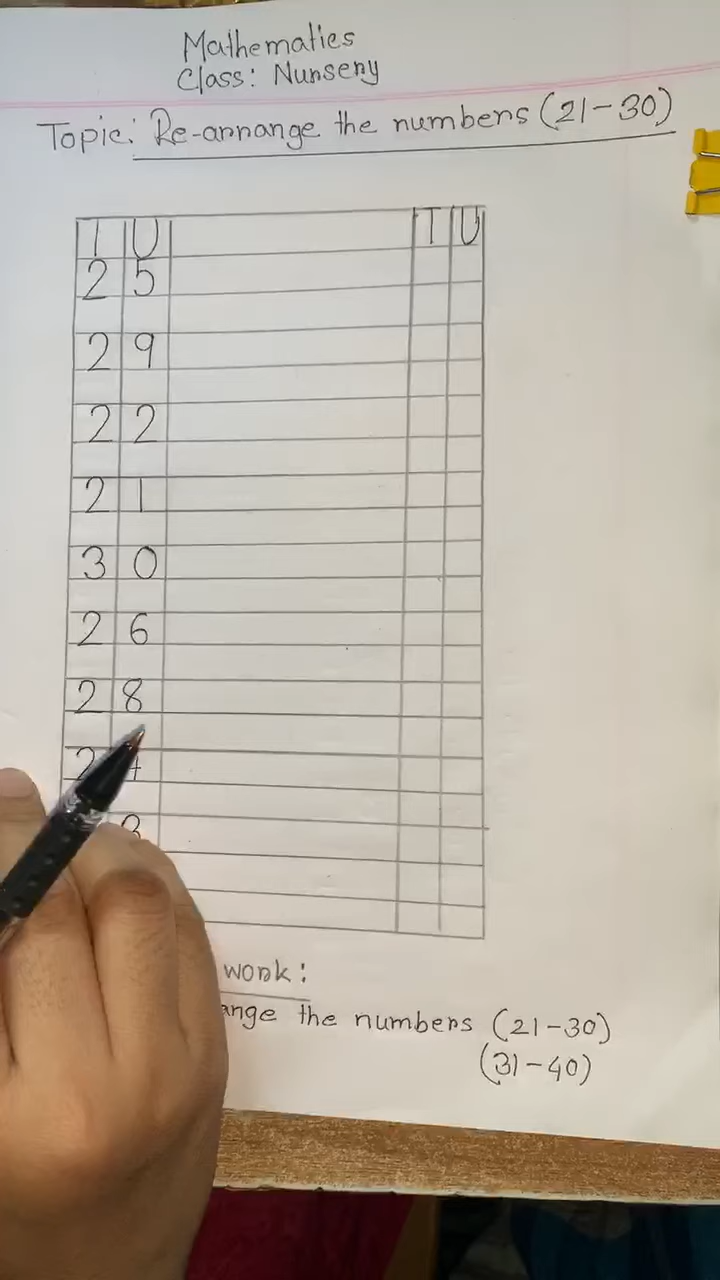 Mathematics
Class: Nursery
Topic: Re-arrange the numbers (21-30)
T U T U
2 5
2 9
2 2
2 1
3 0
2 6
2 8
2
work:
the numbers (21-30)
(31-40)